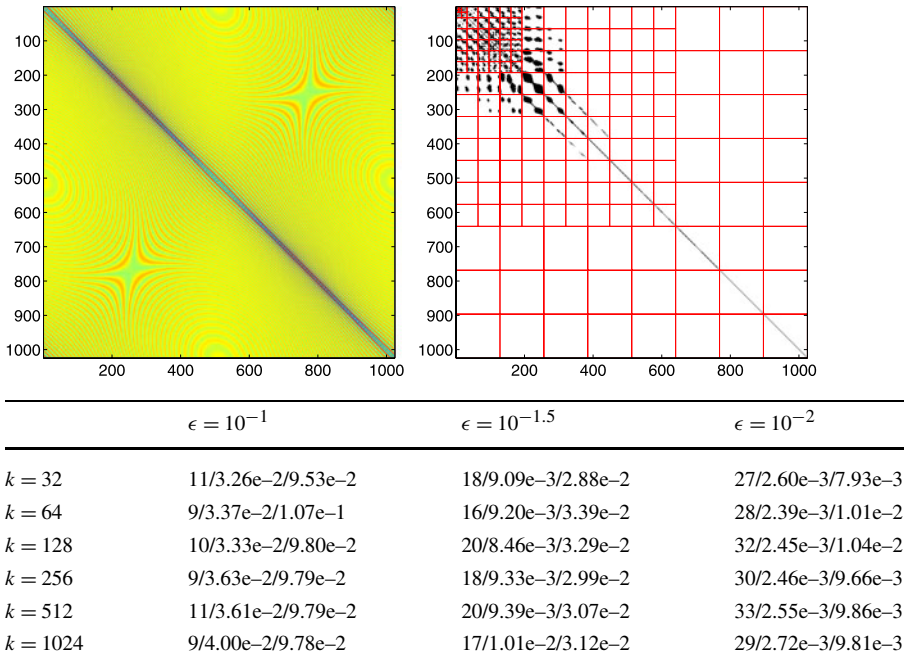 100
200
300
400
500
600
700
800
900
1000
200 400 600 800 1000
100
200
300
400
500
600
700
800
900
1000
200 400 600 800 1000
ϵ = 10⁻¹ ϵ = 10⁻¹·⁵ ϵ = 10⁻²
k = 32 11/3.26e–2/9.53e–2 18/9.09e–3/2.88e–2 27/2.60e–3/7.93e–3
k = 64 9/3.37e–2/1.07e–1 16/9.20e–3/3.39e–2 28/2.39e–3/1.01e–2
k = 128 10/3.33e–2/9.80e–2 20/8.46e–3/3.29e–2 32/2.45e–3/1.04e–2
k = 256 9/3.63e–2/9.79e–2 18/9.33e–3/2.99e–2 30/2.46e–3/9.66e–3
k = 512 11/3.61e–2/9.79e–2 20/9.39e–3/3.07e–2 33/2.55e–3/9.86e–3
k = 1024 9/4.00e–2/9.78e–2 17/1.01e–2/3.12e–2 29/2.72e–3/9.81e–3